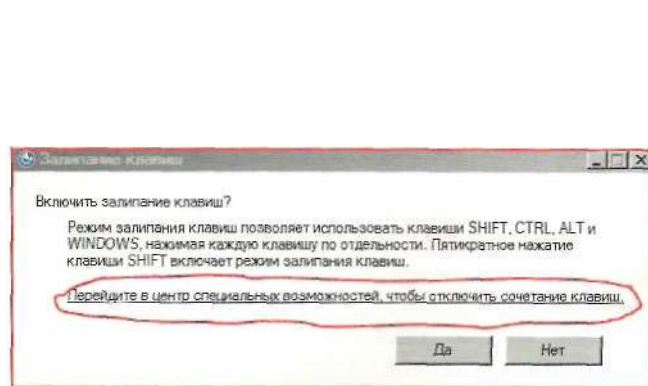 Залипание клавиш
Включить залипание клавиш?
Режим залипания клавиш позволяет использовать клавиши SHIFT, CTRL, ALT и
WINDOWS, нажимая каждую клавишу по отдельности. Пятикратное нажатие
клавиши SHIFT включает режим залипания клавиш.
Перейдите в центр специальных возможностей, чтобы отключить сочетание клавиш.
Да Нет